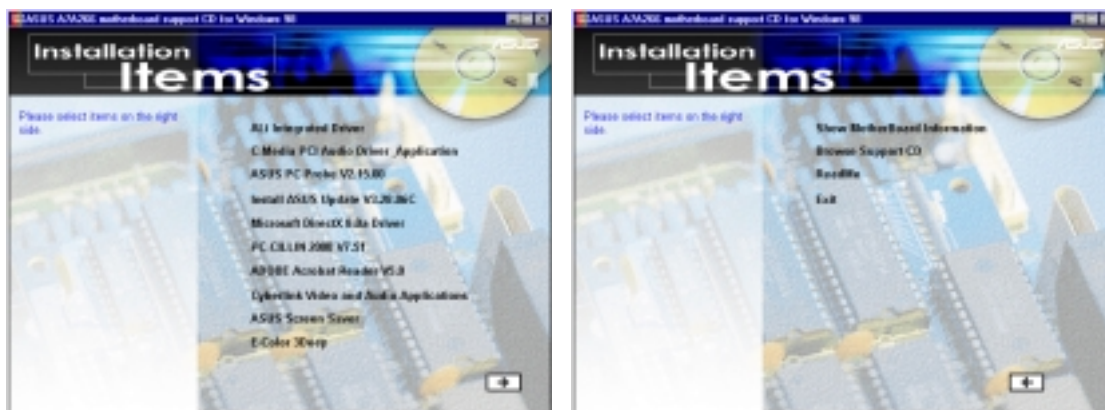 ASUS A7A266 motherboard support CD for Windows 98
ASUS
Installation
Items
Please select items on the right
side.
ALI Integrated Driver
C-Media PCI Audio Driver_Application
ASUS PC Probe V2.15.00
Install ASUS Update
Microsoft DirectX 8.0a Driver
PC-CILLIN 2000 V7.51
ADOBE Acrobat Reader V5.0
Cyberlink Video and Audio Applications
ASUS Screen Saver
E-Color 3Deep
ASUS A7A266 motherboard support CD for Windows 98
ASUS
Installation
Items
Please select items on the right
side.
Show MotherBoard Information
Browse Support CD
ReadMe
Exit